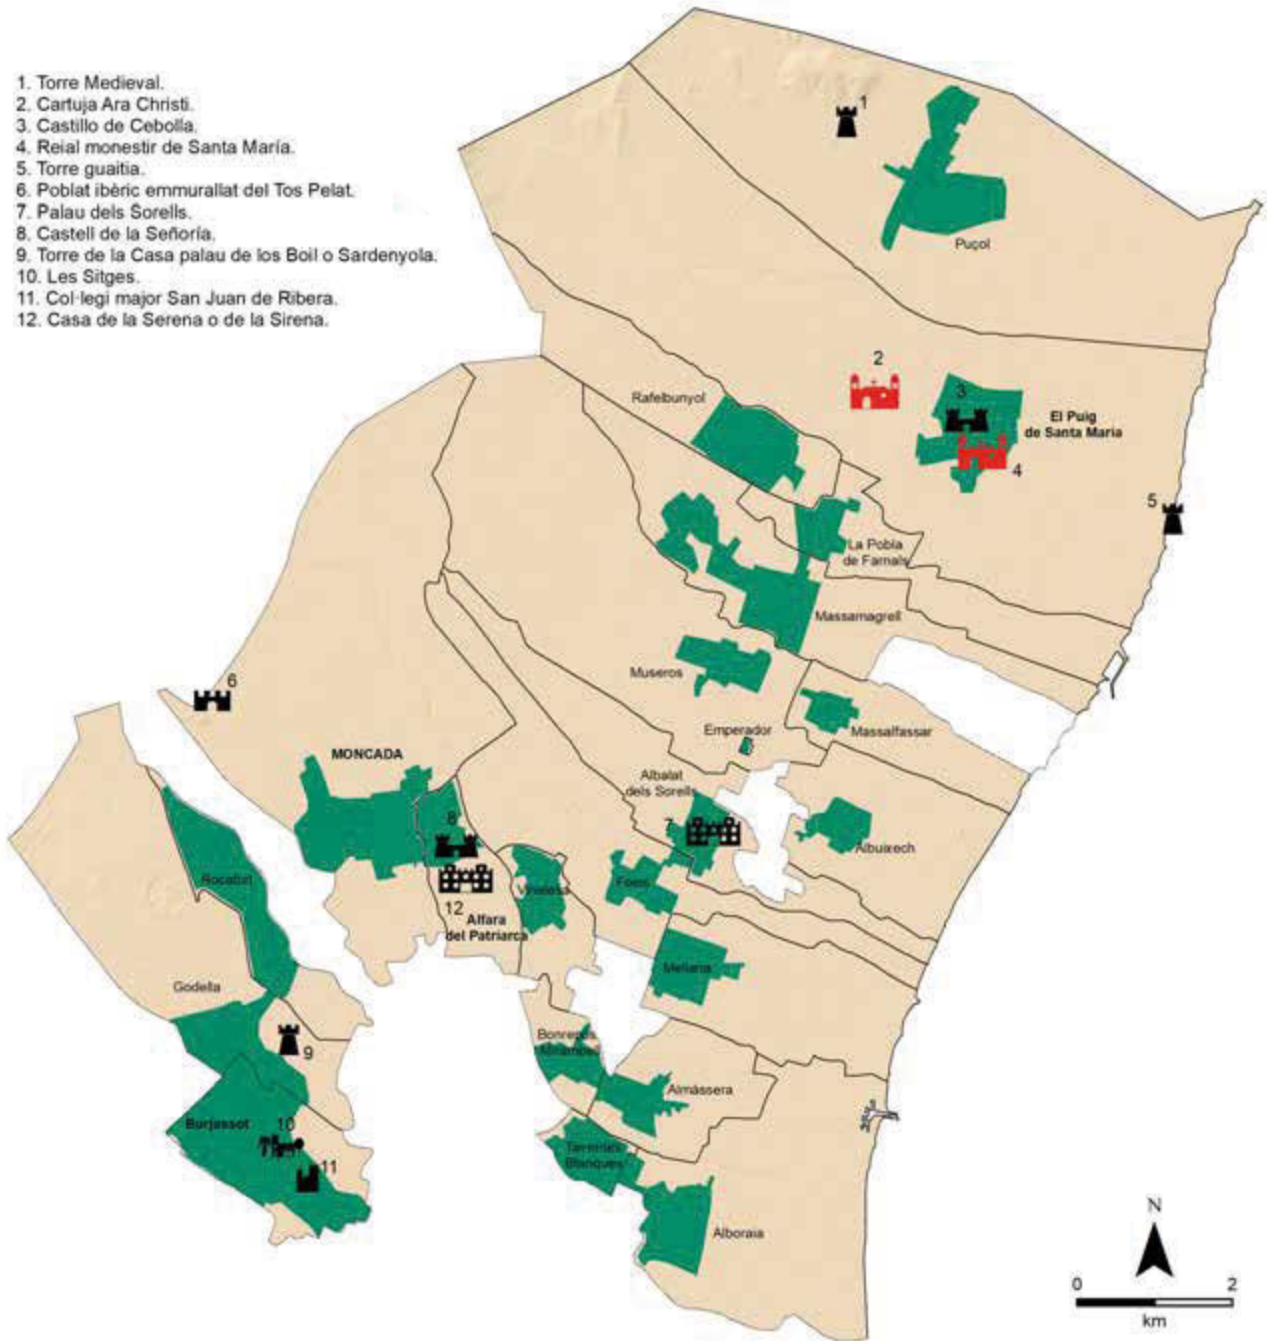 1. Torre Medieval.
2. Cartuja Ara Christi.
3. Castillo de Cebolla.
4. Reial monestir de Santa María.
5. Torre guaitia.
6. Poblat ibèric emmurallat del Tos Pelat.
7. Palau dels Sorells.
8. Castell de la Señoría.
9. Torre de la Casa palau de los Boil o Sardenyola.
10. Les Sitges.
11. Col·legi major San Juan de Ribera.
12. Casa de la Serena o de la Sirena.
1
Puçol
2
Rafelbunyol
3
El Puig
de Santa Maria
4
5
La Pobla
de Farnals
Massamagrell
Museros
6
Massalfassar
Emperador
MONCADA
Albalat
dels Sorells
7
8
Albuixech
Rocafort
Foios
Vinalesa
12
Alfara
del Patriarca
Meliana
Godella
9
Bonrepòs
Mirambell
Almàssera
Burjassot
10
11
Tavernes
Blanques
Alboraia
N
0 2
km